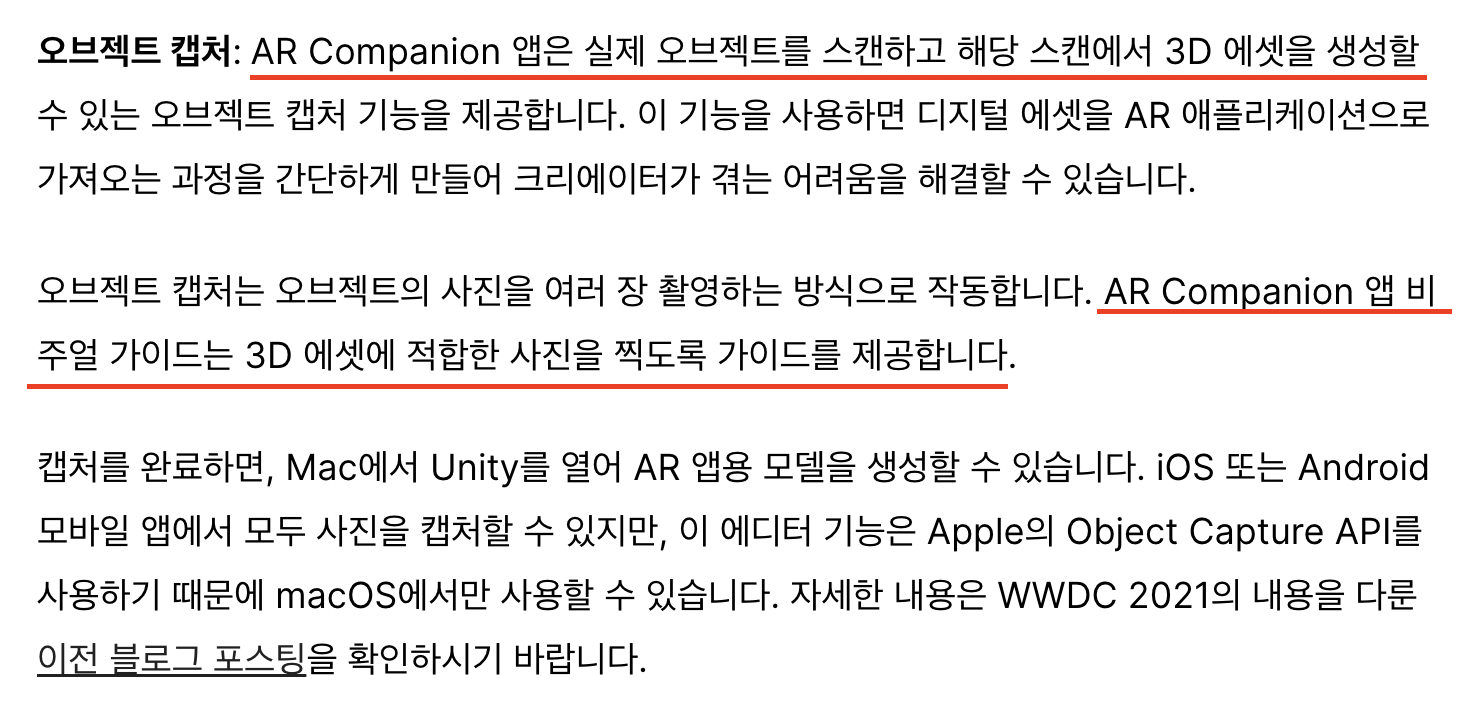 오브젝트 캡처: AR Companion 앱은 실제 오브젝트를 스캔하고 해당 스캔에서 3D 에셋을 생성할
수 있는 오브젝트 캡처 기능을 제공합니다. 이 기능을 사용하면 디지털 에셋을 AR 애플리케이션으로
가져오는 과정을 간단하게 만들어 크리에이터가 겪는 어려움을 해결할 수 있습니다.
오브젝트 캡처는 오브젝트의 사진을 여러 장 촬영하는 방식으로 작동합니다. AR Companion 앱 비
주얼 가이드는 3D 에셋에 적합한 사진을 찍도록 가이드를 제공합니다.
캡처를 완료하면, Mac에서 Unity를 열어 AR 앱용 모델을 생성할 수 있습니다. iOS 또는 Android
모바일 앱에서 모두 사진을 캡처할 수 있지만, 이 에디터 기능은 Apple의 Object Capture API를
사용하기 때문에 macOS에서만 사용할 수 있습니다. 자세한 내용은 WWDC 2021의 내용을 다룬
이전 블로그 포스팅을 확인하시기 바랍니다.